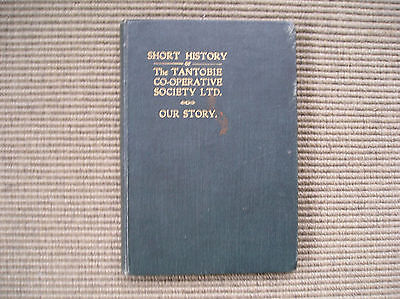 SHORT HISTORY
OF
The TANTOBIE
CO-OPERATIVE
SOCIETY LTD.
OUR STORY.